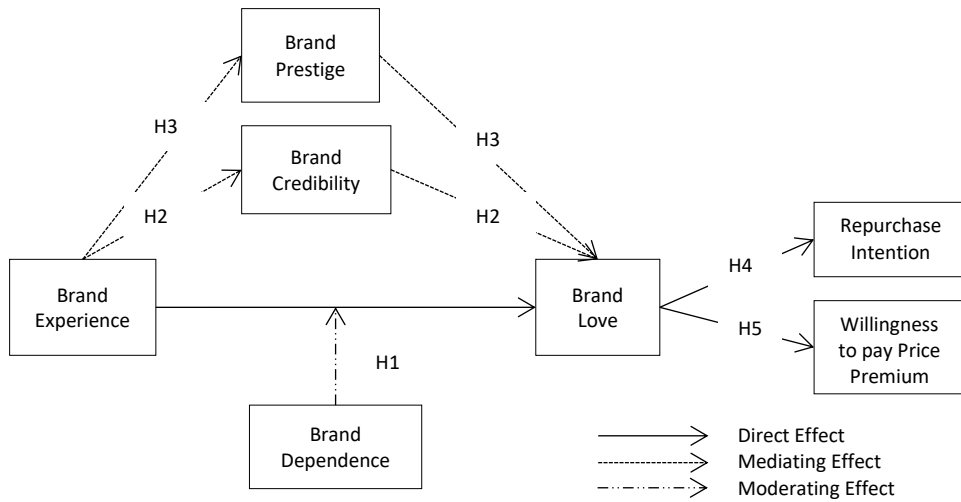 Brand
Prestige
H3
H3
Brand
Credibility
H2
H2
Repurchase
Intention
H4
Brand
Experience
Brand
Love
H5
Willingness
to pay Price
Premium
H1
Brand
Dependence
Direct Effect
Mediating Effect
Moderating Effect